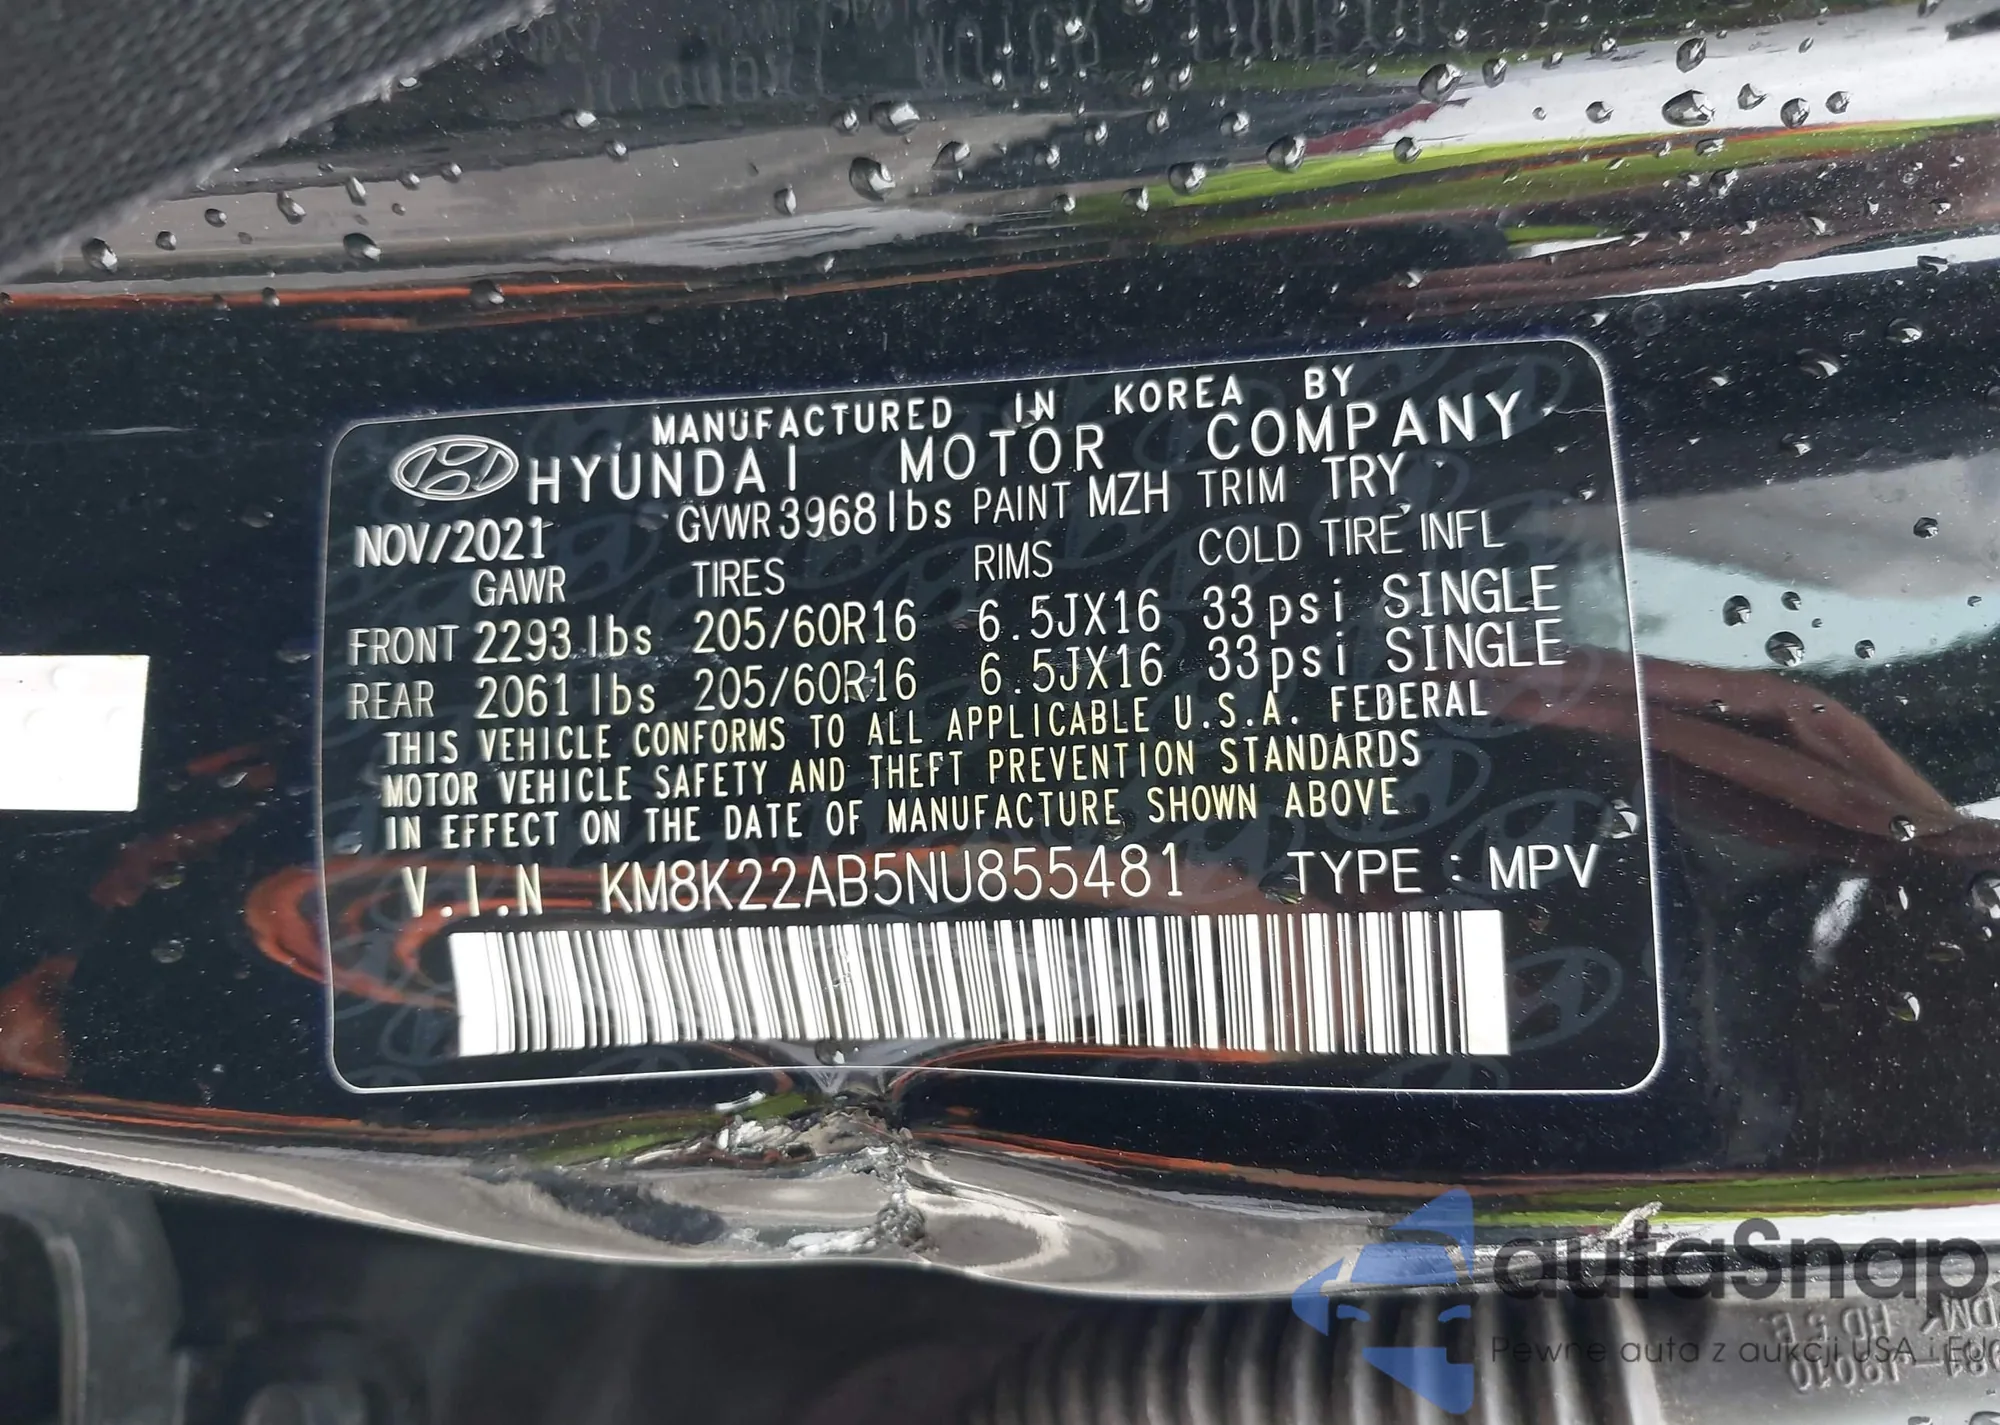 MANUFACTURED IN KOREA BY
HYUNDAI MOTOR COMPANY
NOV/2021 GVWR 3968 lbs PAINT MZH TRIM TRY
GAWR TIRES RIMS COLD TIRE INFL
FRONT 2293 lbs 205/60R16 6.5JX16 33psi SINGLE
REAR 2061 lbs 205/60R16 6.5JX16 33psi SINGLE
THIS VEHICLE CONFORMS TO ALL APPLICABLE U.S.A. FEDERAL
MOTOR VEHICLE SAFETY AND THEFT PREVENTION STANDARDS
IN EFFECT ON THE DATE OF MANUFACTURE SHOWN ABOVE
V.I.N KM8K22AB5NU855481 TYPE : MPV
autaSnap
Pewne auta z aukcji USA i